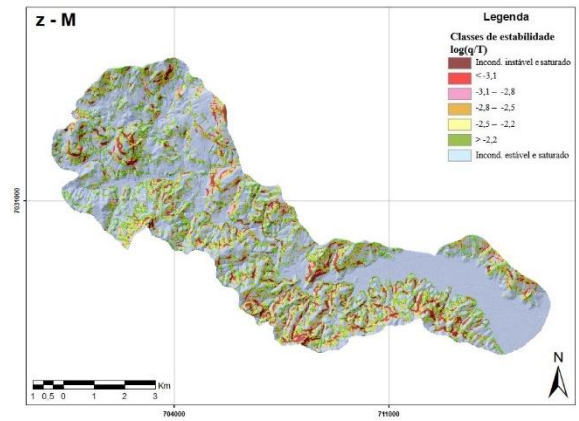 z - M
Legenda
Classes de estabilidade
log(q/T)
Incond. instável e saturado
< -3,1
-3,1 – -2,8
-2,8 – -2,5
-2,5 – -2,2
> -2,2
Incond. estável e saturado
7031000
N
1 0,5 0 1 2 3 Km
704000 711000